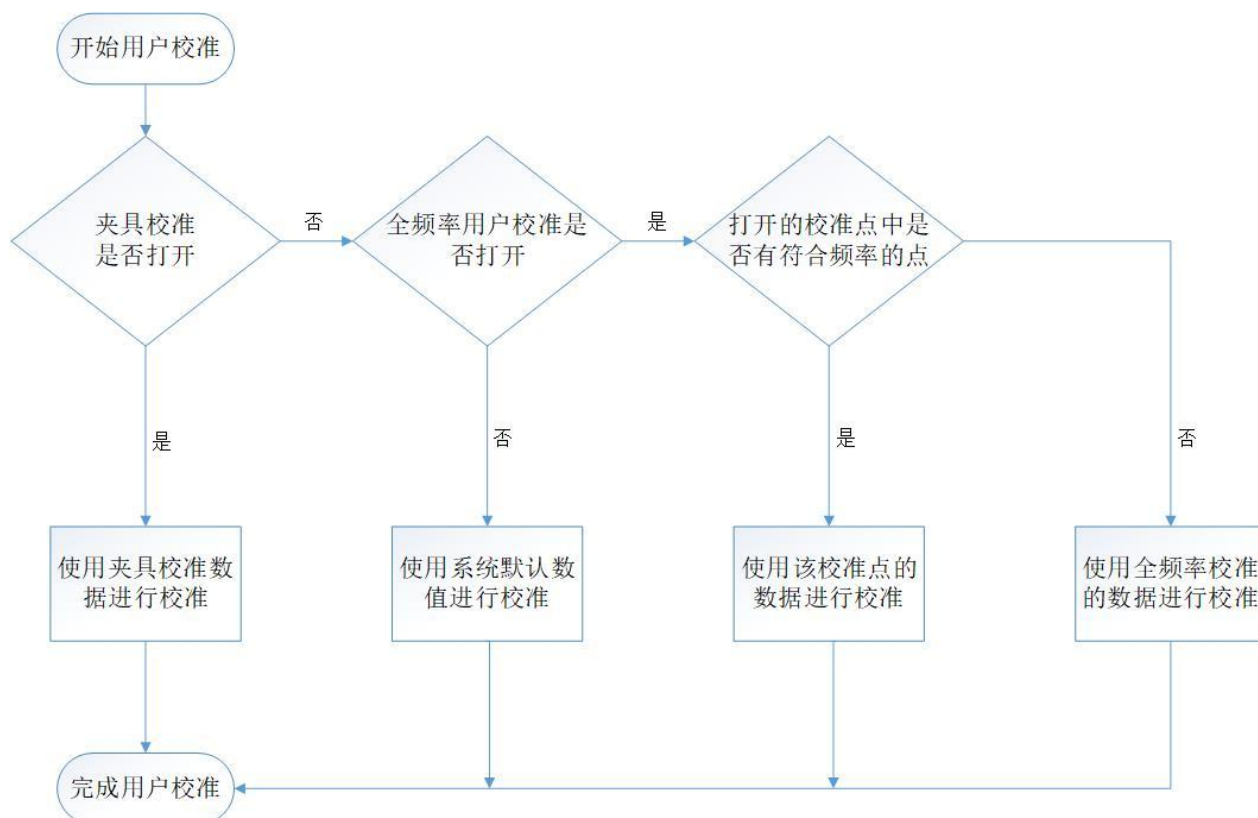 开始用户校准
夹具校准
是否打开
否
全频率用户校准是
否打开
是
打开的校准点中是
否有符合频率的点
是
否
是
否
使用夹具校准数
据进行校准
使用系统默认数
值进行校准
使用该校准点的
数据进行校准
使用全频率校准
的数据进行校准
完成用户校准